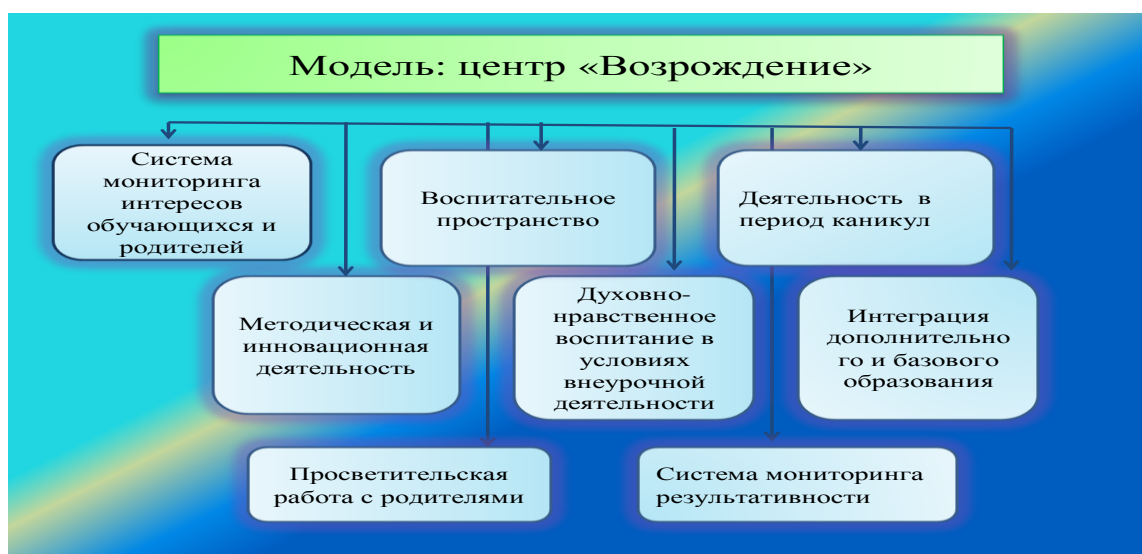 Модель: центр «Возрождение»
Система
мониторинга
интересов
обучающихся и
родителей
Воспитательное
пространство
Деятельность в
период каникул
Методическая и
инновационная
деятельность
Духовно-
нравственное
воспитание в
условиях
внеурочной
деятельности
Интеграция
дополнительно
го и базового
образования
Просветительская
работа с родителями
Система мониторинга
результативности